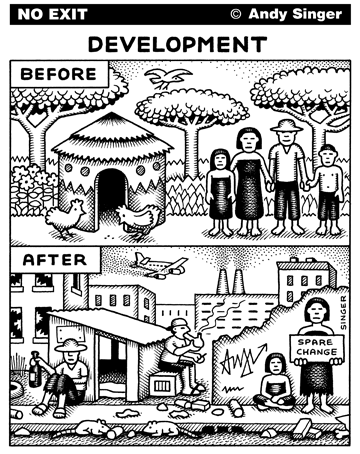 NO EXIT © Andy Singer
DEVELOPMENT
BEFORE
AFTER
SINGER
SPARE
CHANGE